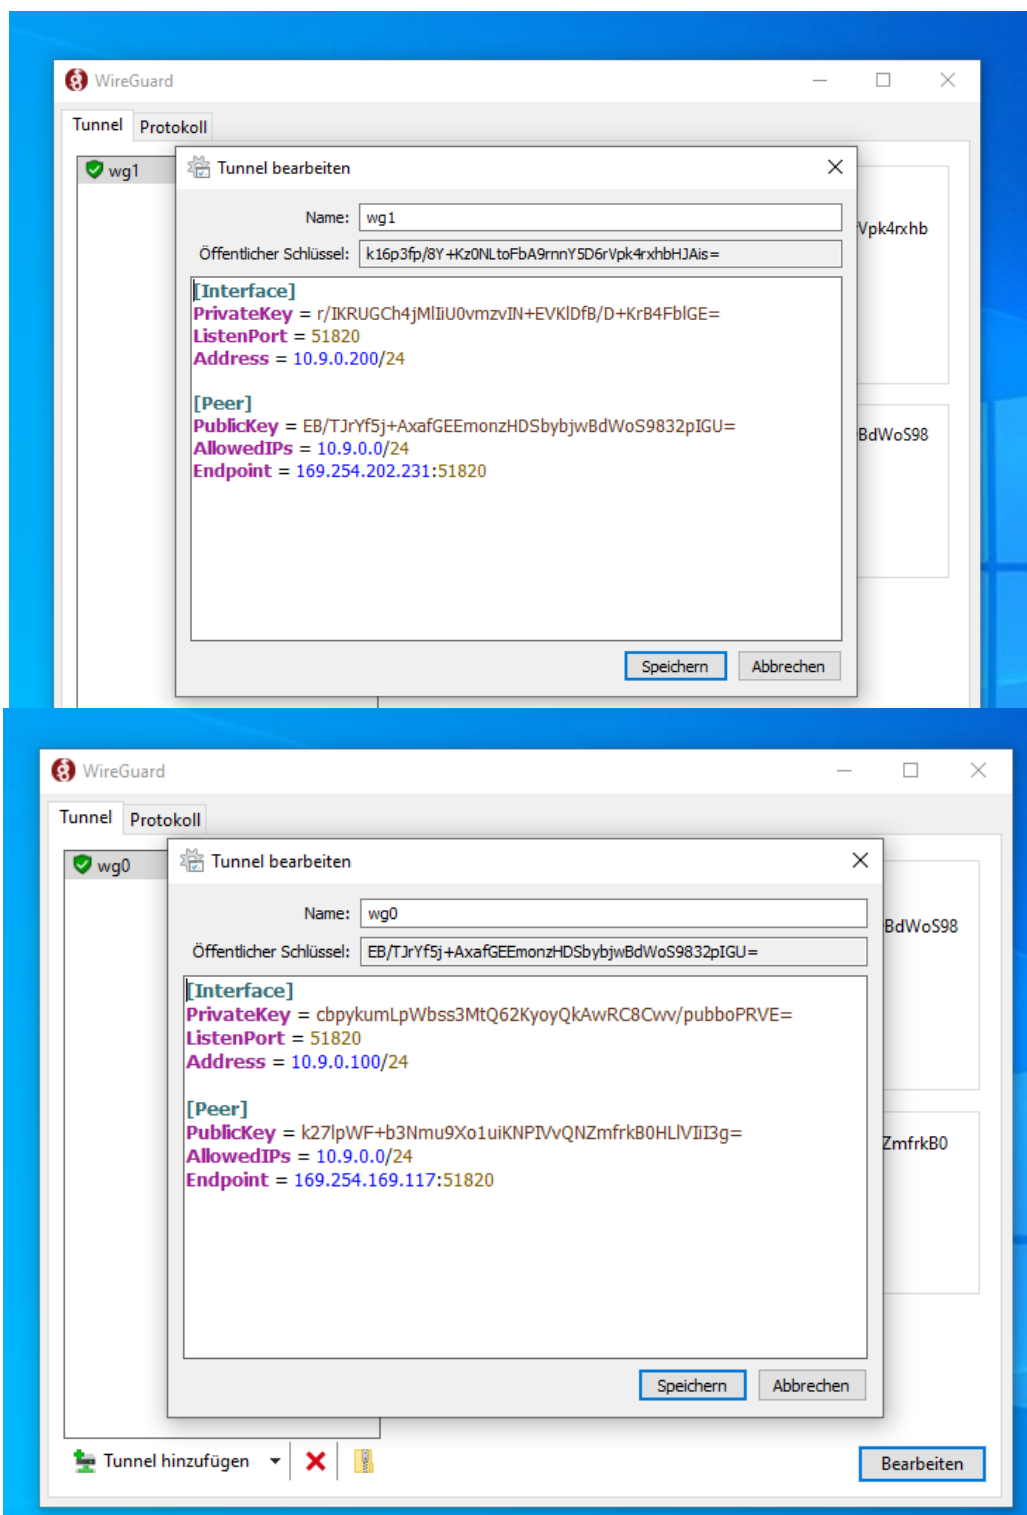 WireGuard
Tunnel Protokoll
wg1
Tunnel bearbeiten
Name: wg1
Vpk4rxhb
Öffentlicher Schlüssel: k16p3fp/8Y+Kz0NLtoFbA9rnnY5D6rVpk4rxhbHJAis=
[Interface]
PrivateKey = r/IKRUGCh4jMlIiU0vmzvIN+EVKlDfB/D+KrB4FblGE=
ListenPort = 51820
Address = 10.9.0.200/24
[Peer]
PublicKey = EB/TJrYf5j+AxafGEEmonzHDSbybjwBdWoS9832pIGU=
BdWoS98
AllowedIPs = 10.9.0.0/24
Endpoint = 169.254.202.231:51820
Speichern Abbrechen
WireGuard
Tunnel Protokoll
wg0
Tunnel bearbeiten
Name: wg0
BdWoS98
Öffentlicher Schlüssel: EB/TJrYf5j+AxafGEEmonzHDSbybjwBdWoS9832pIGU=
[Interface]
PrivateKey = cbpykumLpWbss3MtQ62KyoyQkAwRC8Cwv/pubboPRVE=
ListenPort = 51820
Address = 10.9.0.100/24
[Peer]
PublicKey = k27lpWF+b3Nmu9Xo1uiKNPIVvQNZmfrkB0HLlVIiI3g=
ZmfrkB0
AllowedIPs = 10.9.0.0/24
Endpoint = 169.254.169.117:51820
Speichern Abbrechen
Tunnel hinzufügen
Bearbeiten